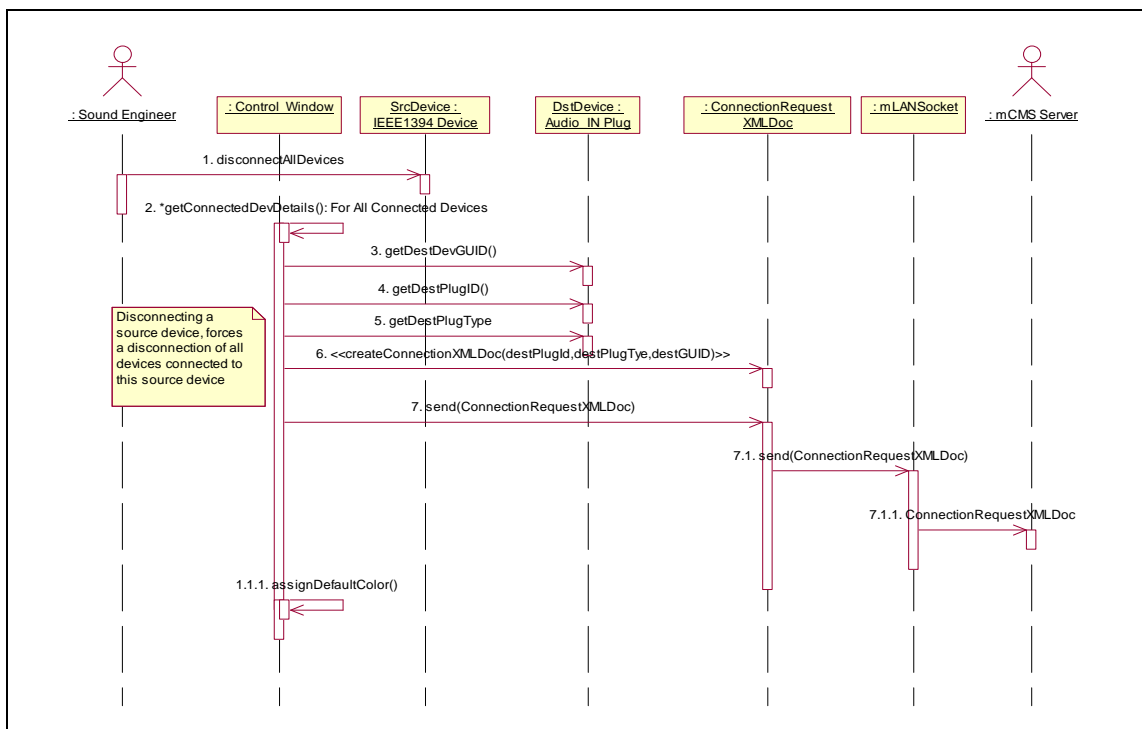 : Sound Engineer
: Control_Window
SrcDevice :
IEEE1394 Device
DstDevice :
Audio_IN Plug
: ConnectionRequest
XMLDoc
: mLANSocket
: mCMS Server
1. disconnectAllDevices
2. *getConnectedDevDetails(): For All Connected Devices
3. getDestDevGUID()
4. getDestPlugID()
5. getDestPlugType
6. <<createConnectionXMLDoc(destPlugId,destPlugTye,destGUID)>>
Disconnecting a
source device, forces
a disconnection of all
devices connected to
this source device
7. send(ConnectionRequestXMLDoc)
7.1. send(ConnectionRequestXMLDoc)
7.1.1. ConnectionRequestXMLDoc
1.1.1. assignDefaultColor()